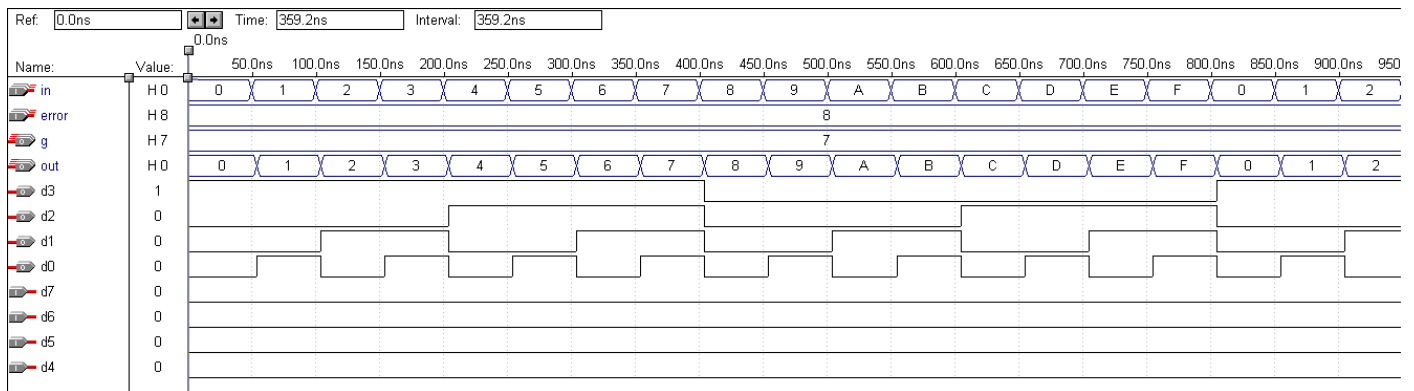 Ref: 0.0ns Time: 359.2ns Interval: 359.2ns
0.0ns
Name: Value: 50.0ns 100.0ns 150.0ns 200.0ns 250.0ns 300.0ns 350.0ns 400.0ns 450.0ns 500.0ns 550.0ns 600.0ns 650.0ns 700.0ns 750.0ns 800.0ns 850.0ns 900.0ns 950
in H 0 0 1 2 3 4 5 6 7 8 9 A B C D E F 0 1 2
error H 8 8
g H 7 7
out H 0 0 1 2 3 4 5 6 7 8 9 A B C D E F 0 1 2
d3 1
d2 0
d1 0
d0 0
d7 0
d6 0
d5 0
d4 0